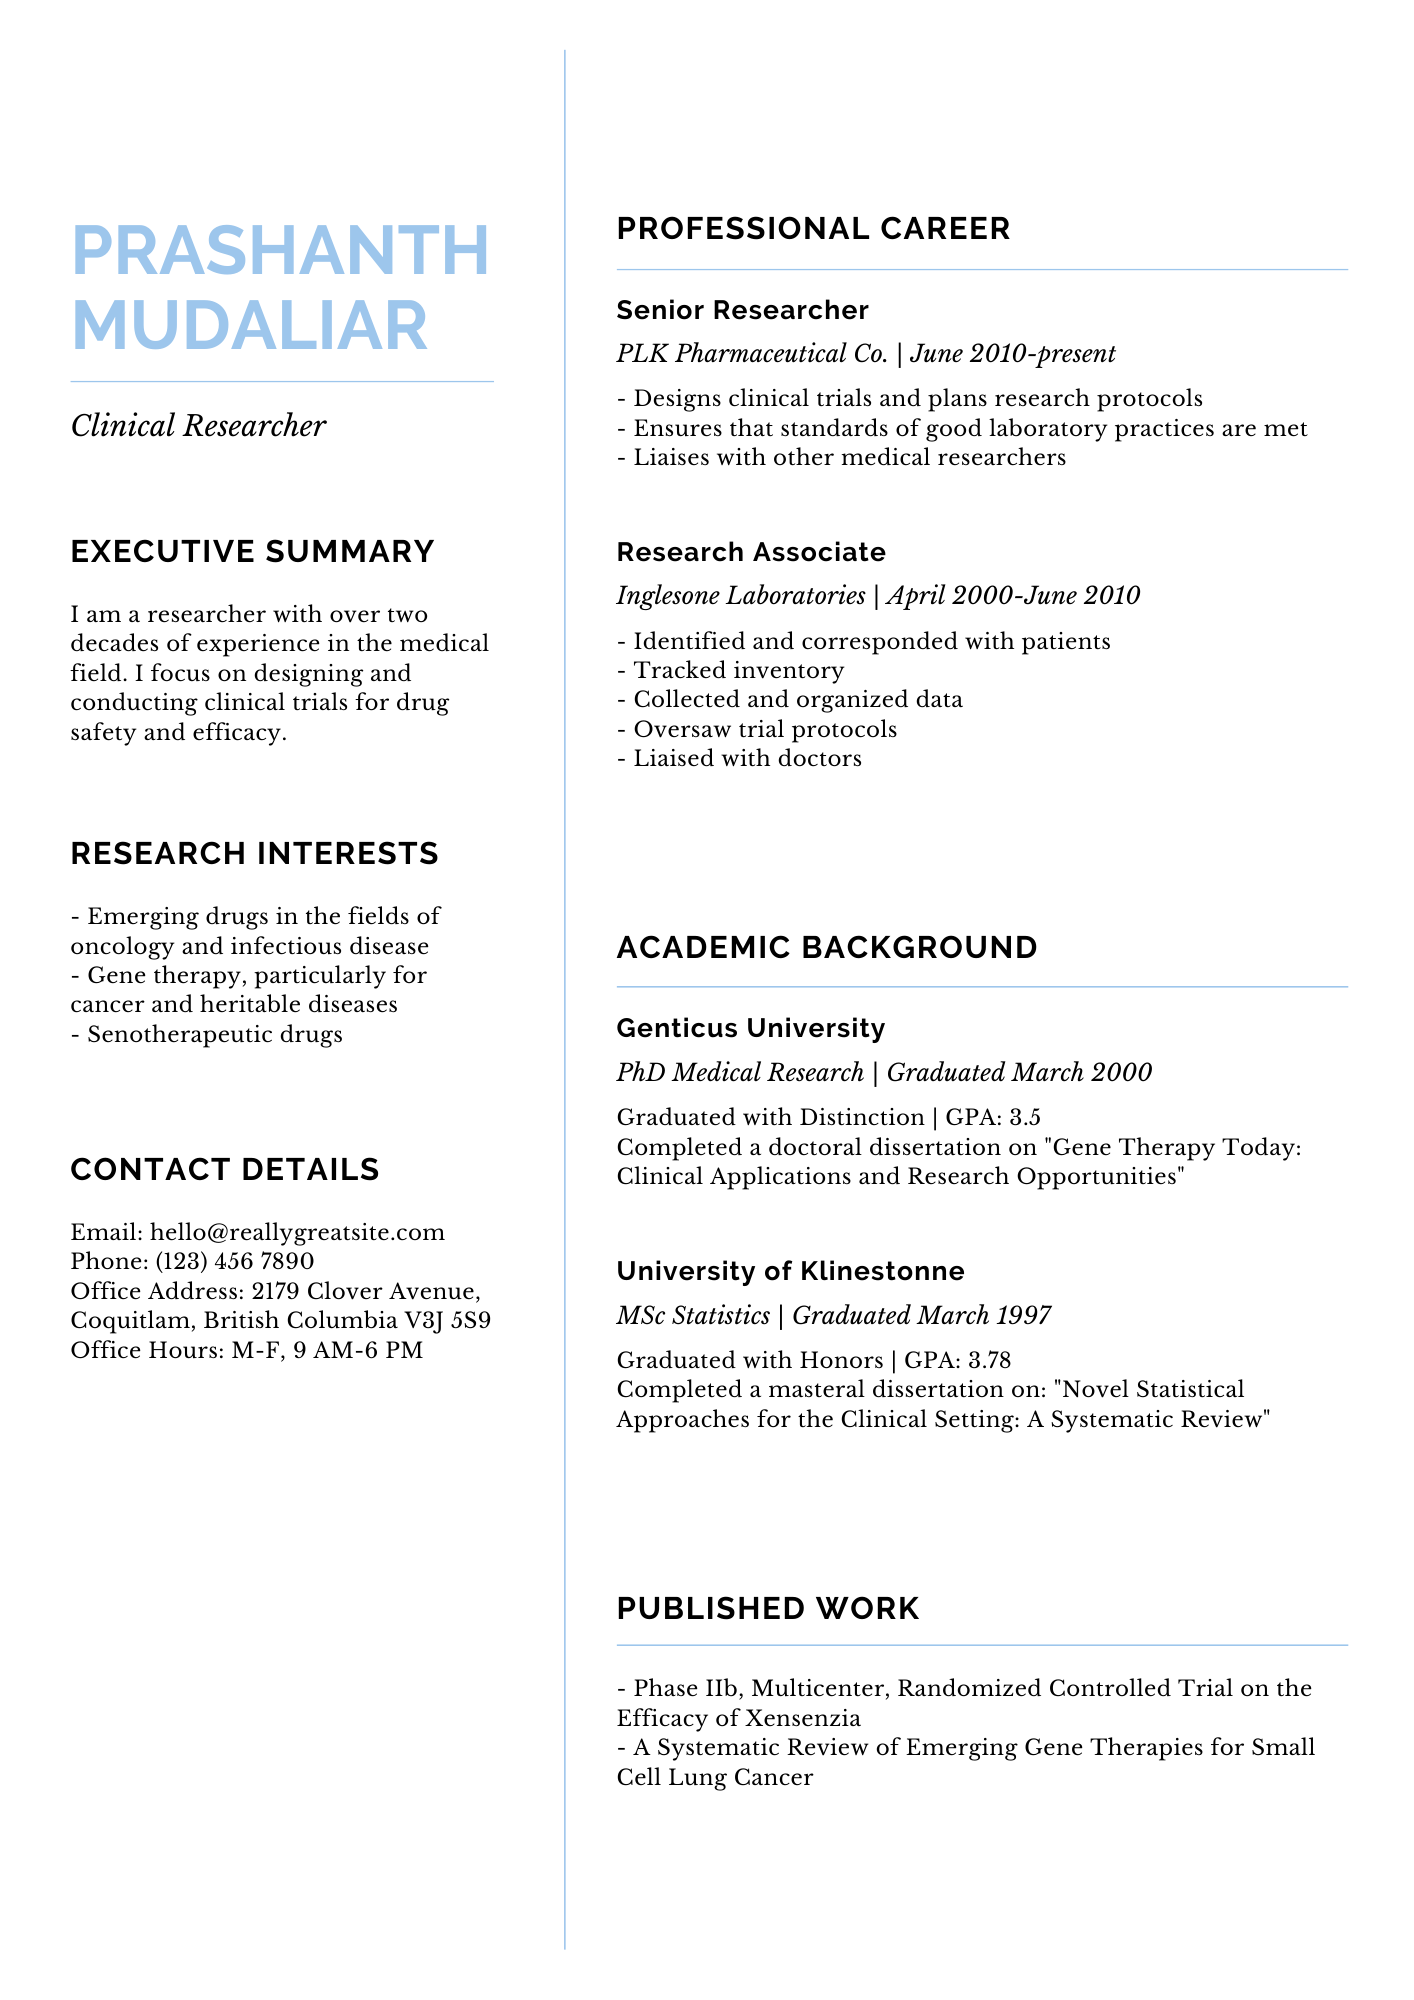 PRASHANTH
MUDALIAR
Clinical Researcher
EXECUTIVE SUMMARY
I am a researcher with over two
decades of experience in the medical
field. I focus on designing and
conducting clinical trials for drug
safety and efficacy.
RESEARCH INTERESTS
- Emerging drugs in the fields of
oncology and infectious disease
- Gene therapy, particularly for
cancer and heritable diseases
- Senotherapeutic drugs
CONTACT DETAILS
Email: hello@reallygreatsite.com
Phone: (123) 456 7890
Office Address: 2179 Clover Avenue,
Coquitlam, British Columbia V3J 5S9
Office Hours: M-F, 9 AM-6 PM
PROFESSIONAL CAREER
Senior Researcher
PLK Pharmaceutical Co. | June 2010-present
- Designs clinical trials and plans research protocols
- Ensures that standards of good laboratory practices are met
- Liaises with other medical researchers
Research Associate
Inglesone Laboratories | April 2000-June 2010
- Identified and corresponded with patients
- Tracked inventory
- Collected and organized data
- Oversaw trial protocols
- Liaised with doctors
ACADEMIC BACKGROUND
Genticus University
PhD Medical Research | Graduated March 2000
Graduated with Distinction | GPA: 3.5
Completed a doctoral dissertation on "Gene Therapy Today:
Clinical Applications and Research Opportunities"
University of Klinestonne
MSc Statistics | Graduated March 1997
Graduated with Honors | GPA: 3.78
Completed a masteral dissertation on: "Novel Statistical
Approaches for the Clinical Setting: A Systematic Review"
PUBLISHED WORK
- Phase IIb, Multicenter, Randomized Controlled Trial on the
Efficacy of Xensenzia
- A Systematic Review of Emerging Gene Therapies for Small
Cell Lung Cancer